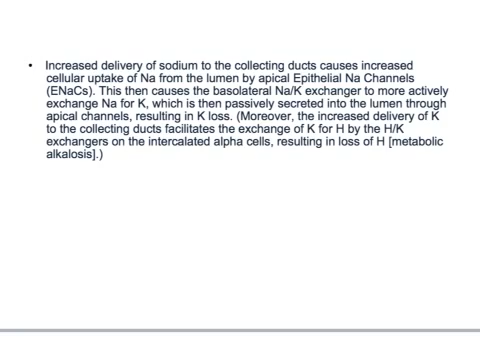 • Increased delivery of sodium to the collecting ducts causes increased
cellular uptake of Na from the lumen by apical Epithelial Na Channels
(ENaCs). This then causes the basolateral Na/K exchanger to more actively
exchange Na for K, which is then passively secreted into the lumen through
apical channels, resulting in K loss. (Moreover, the increased delivery of K
to the collecting ducts facilitates the exchange of K for H by the H/K
exchangers on the intercalated alpha cells, resulting in loss of H [metabolic
alkalosis].)